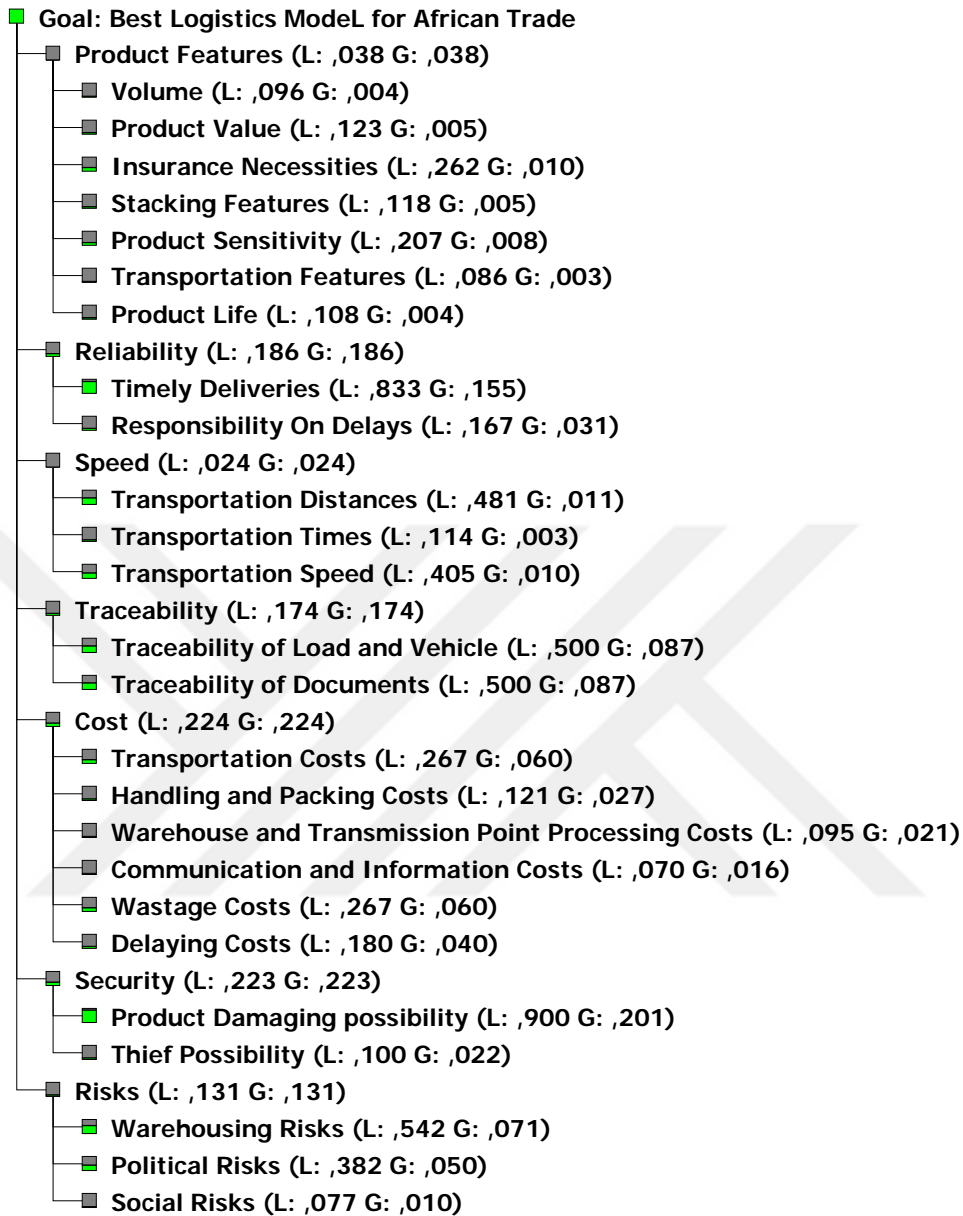 Goal: Best Logistics ModeL for African Trade
Product Features (L: ,038 G: ,038)
Volume (L: ,096 G: ,004)
Product Value (L: ,123 G: ,005)
Insurance Necessities (L: ,262 G: ,010)
Stacking Features (L: ,118 G: ,005)
Product Sensitivity (L: ,207 G: ,008)
Transportation Features (L: ,086 G: ,003)
Product Life (L: ,108 G: ,004)
Reliability (L: ,186 G: ,186)
Timely Deliveries (L: ,833 G: ,155)
Responsibility On Delays (L: ,167 G: ,031)
Speed (L: ,024 G: ,024)
Transportation Distances (L: ,481 G: ,011)
Transportation Times (L: ,114 G: ,003)
Transportation Speed (L: ,405 G: ,010)
Traceability (L: ,174 G: ,174)
Traceability of Load and Vehicle (L: ,500 G: ,087)
Traceability of Documents (L: ,500 G: ,087)
Cost (L: ,224 G: ,224)
Transportation Costs (L: ,267 G: ,060)
Handling and Packing Costs (L: ,121 G: ,027)
Warehouse and Transmission Point Processing Costs (L: ,095 G: ,021)
Communication and Information Costs (L: ,070 G: ,016)
Wastage Costs (L: ,267 G: ,060)
Delaying Costs (L: ,180 G: ,040)
Security (L: ,223 G: ,223)
Product Damaging possibility (L: ,900 G: ,201)
Thief Possibility (L: ,100 G: ,022)
Risks (L: ,131 G: ,131)
Warehousing Risks (L: ,542 G: ,071)
Political Risks (L: ,382 G: ,050)
Social Risks (L: ,077 G: ,010)